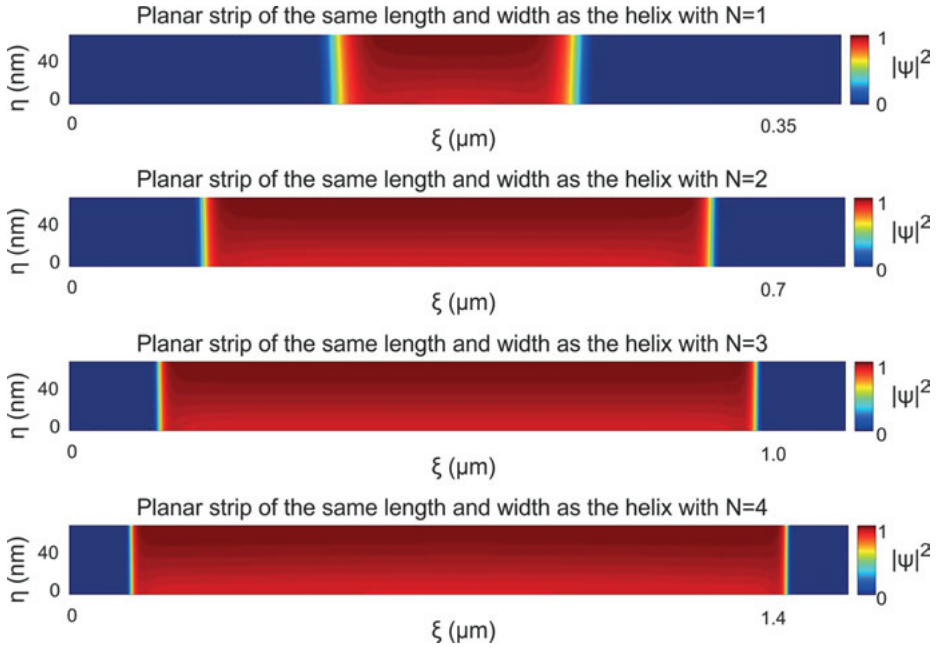 Planar strip of the same length and width as the helix with N=1
η (nm)
40
0
0
ξ (μm)
0.35
1
0
|ψ|²
Planar strip of the same length and width as the helix with N=2
η (nm)
40
0
0
ξ (μm)
0.7
1
0
|ψ|²
Planar strip of the same length and width as the helix with N=3
η (nm)
40
0
0
ξ (μm)
1.0
1
0
|ψ|²
Planar strip of the same length and width as the helix with N=4
η (nm)
40
0
0
ξ (μm)
1.4
1
0
|ψ|²